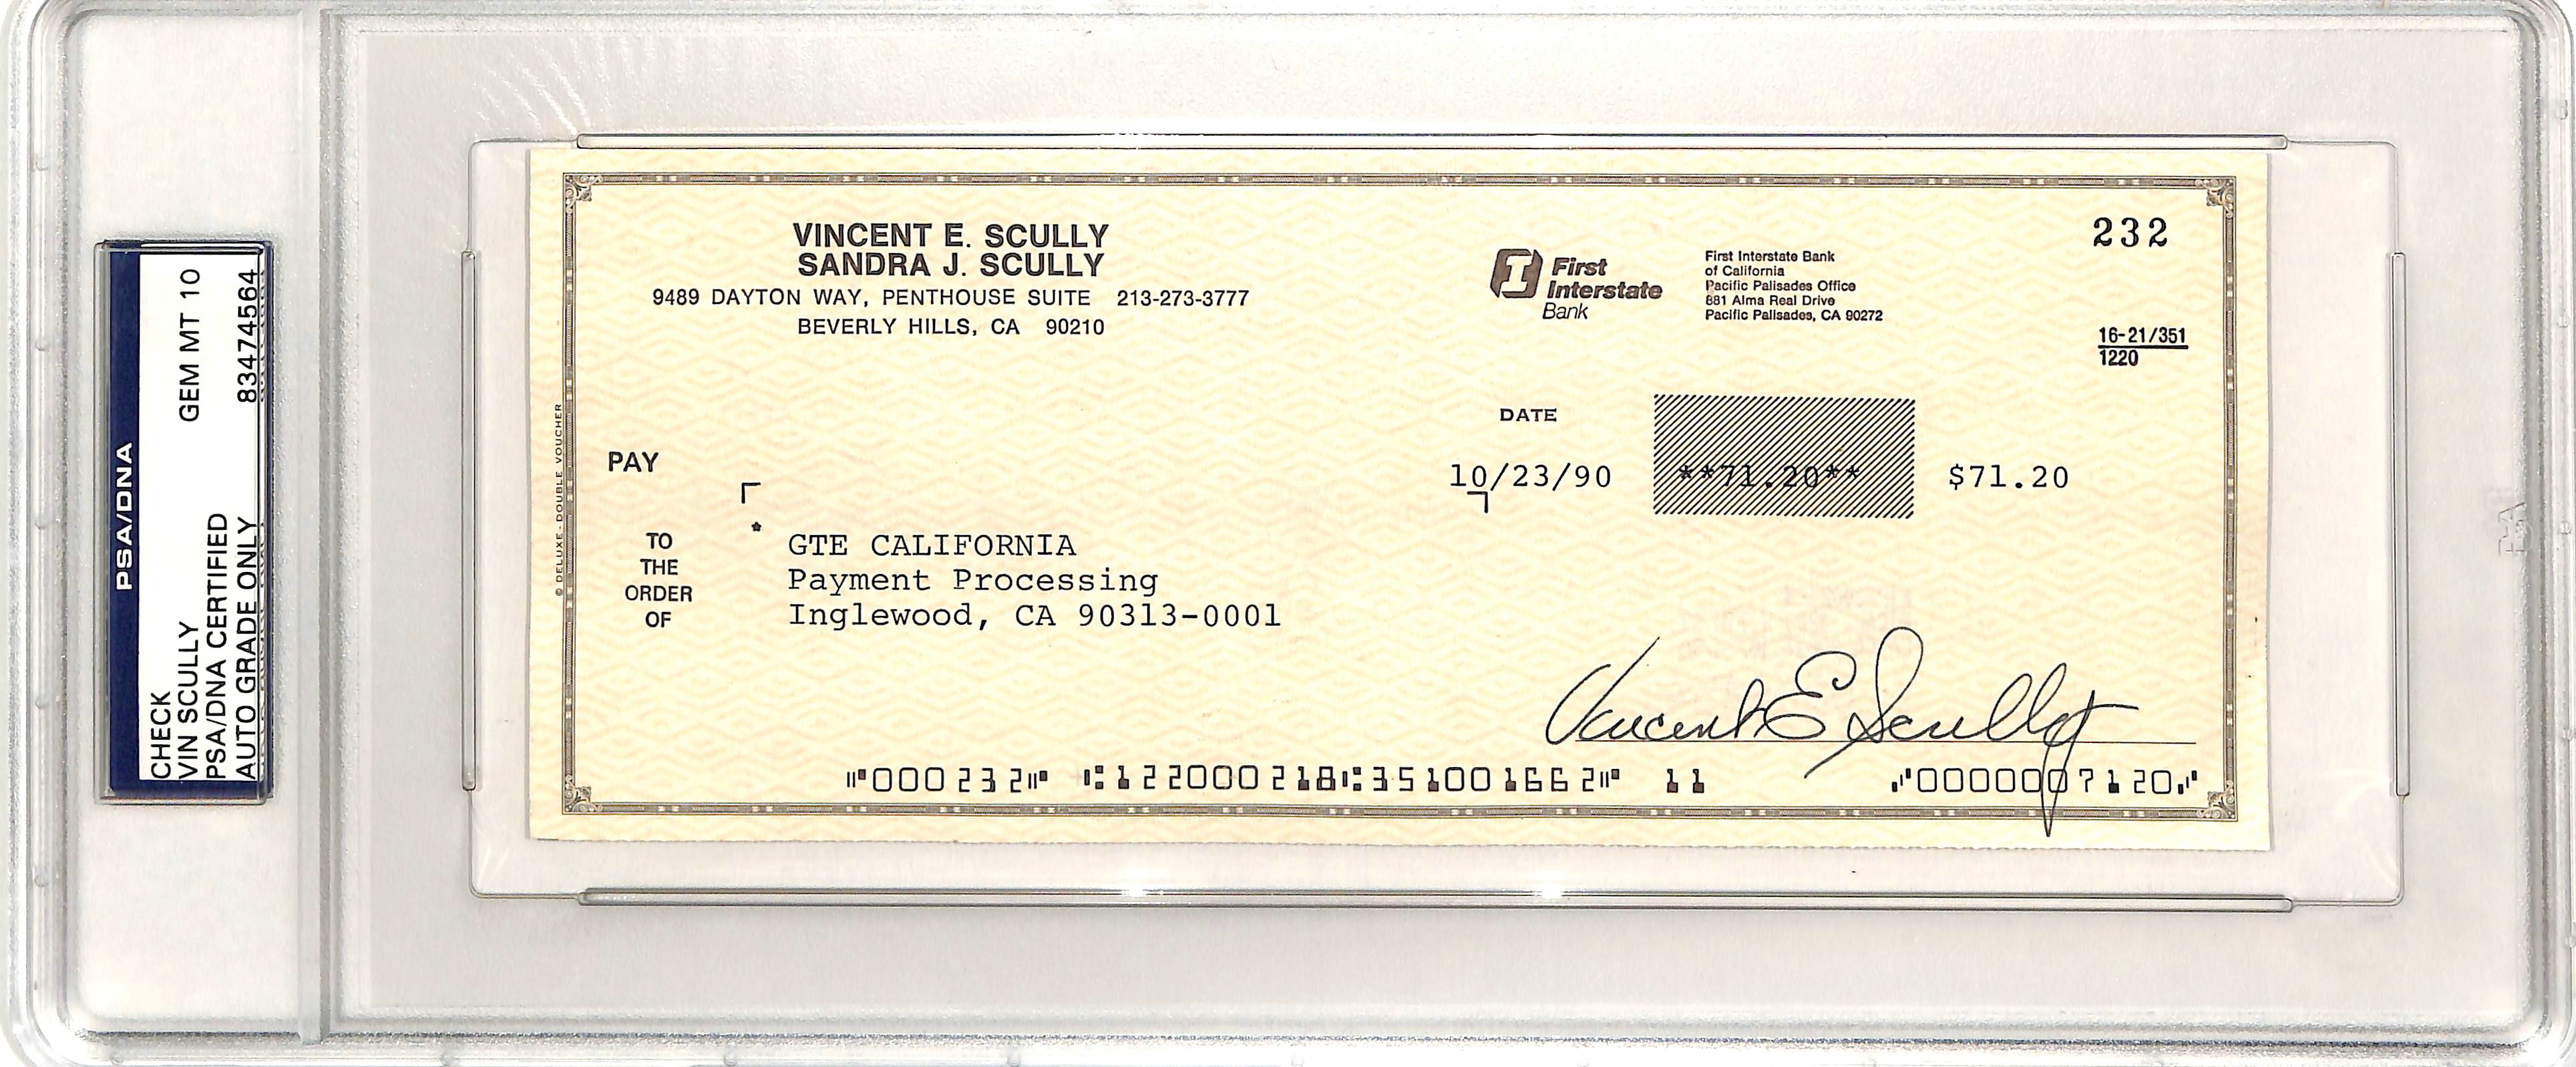 PSA/DNA
CHECK
GEM MT 10
VIN SCULLY
PSA/DNA CERTIFIED
AUTO GRADE ONLY
83474564
VINCENT E. SCULLY
SANDRA J. SCULLY
9489 DAYTON WAY, PENTHOUSE SUITE 213-273-3777
BEVERLY HILLS, CA 90210
First
Interstate
Bank
First Interstate Bank
of California
Pacific Palisades Office
881 Alma Real Drive
Pacific Palisades, CA 90272
232
16-21/351
1220
© DELUXE - DOUBLE VOUCHER
DATE
PAY
10/23/90 **71.20** $71.20
TO
THE
ORDER
OF
* GTE CALIFORNIA
Payment Processing
Inglewood, CA 90313-0001
Vincent E Scully
⑈000232⑈ ⑆122000218⑆351001662⑈ 11 ⑇0000007120⑇